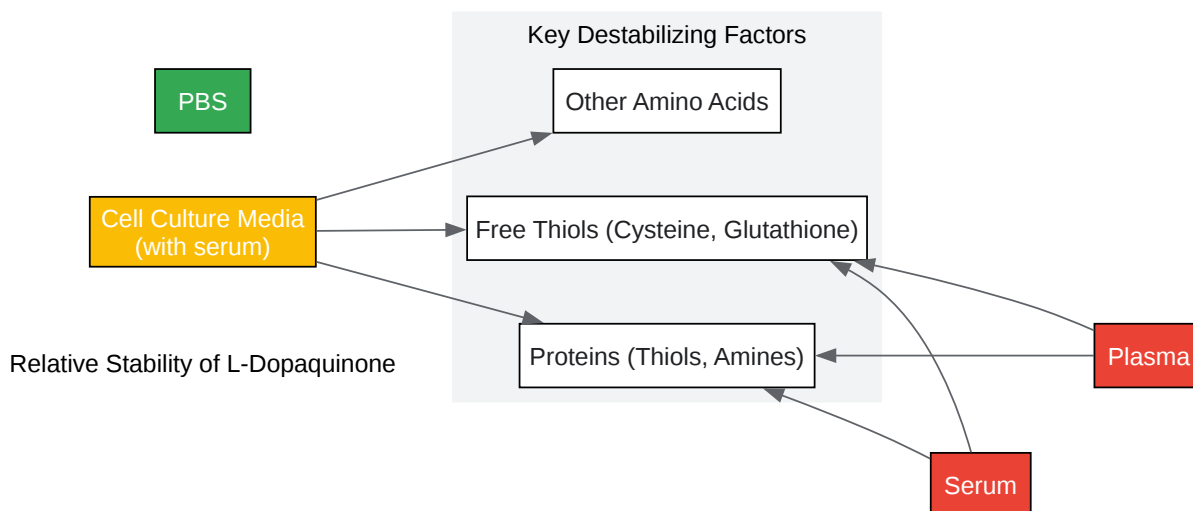 Key Destabilizing Factors
PBS
Other Amino Acids
Cell Culture Media
(with serum)
Free Thiols (Cysteine, Glutathione)
Relative Stability of L-Dopaquinone
Proteins (Thiols, Amines)
Plasma
Serum